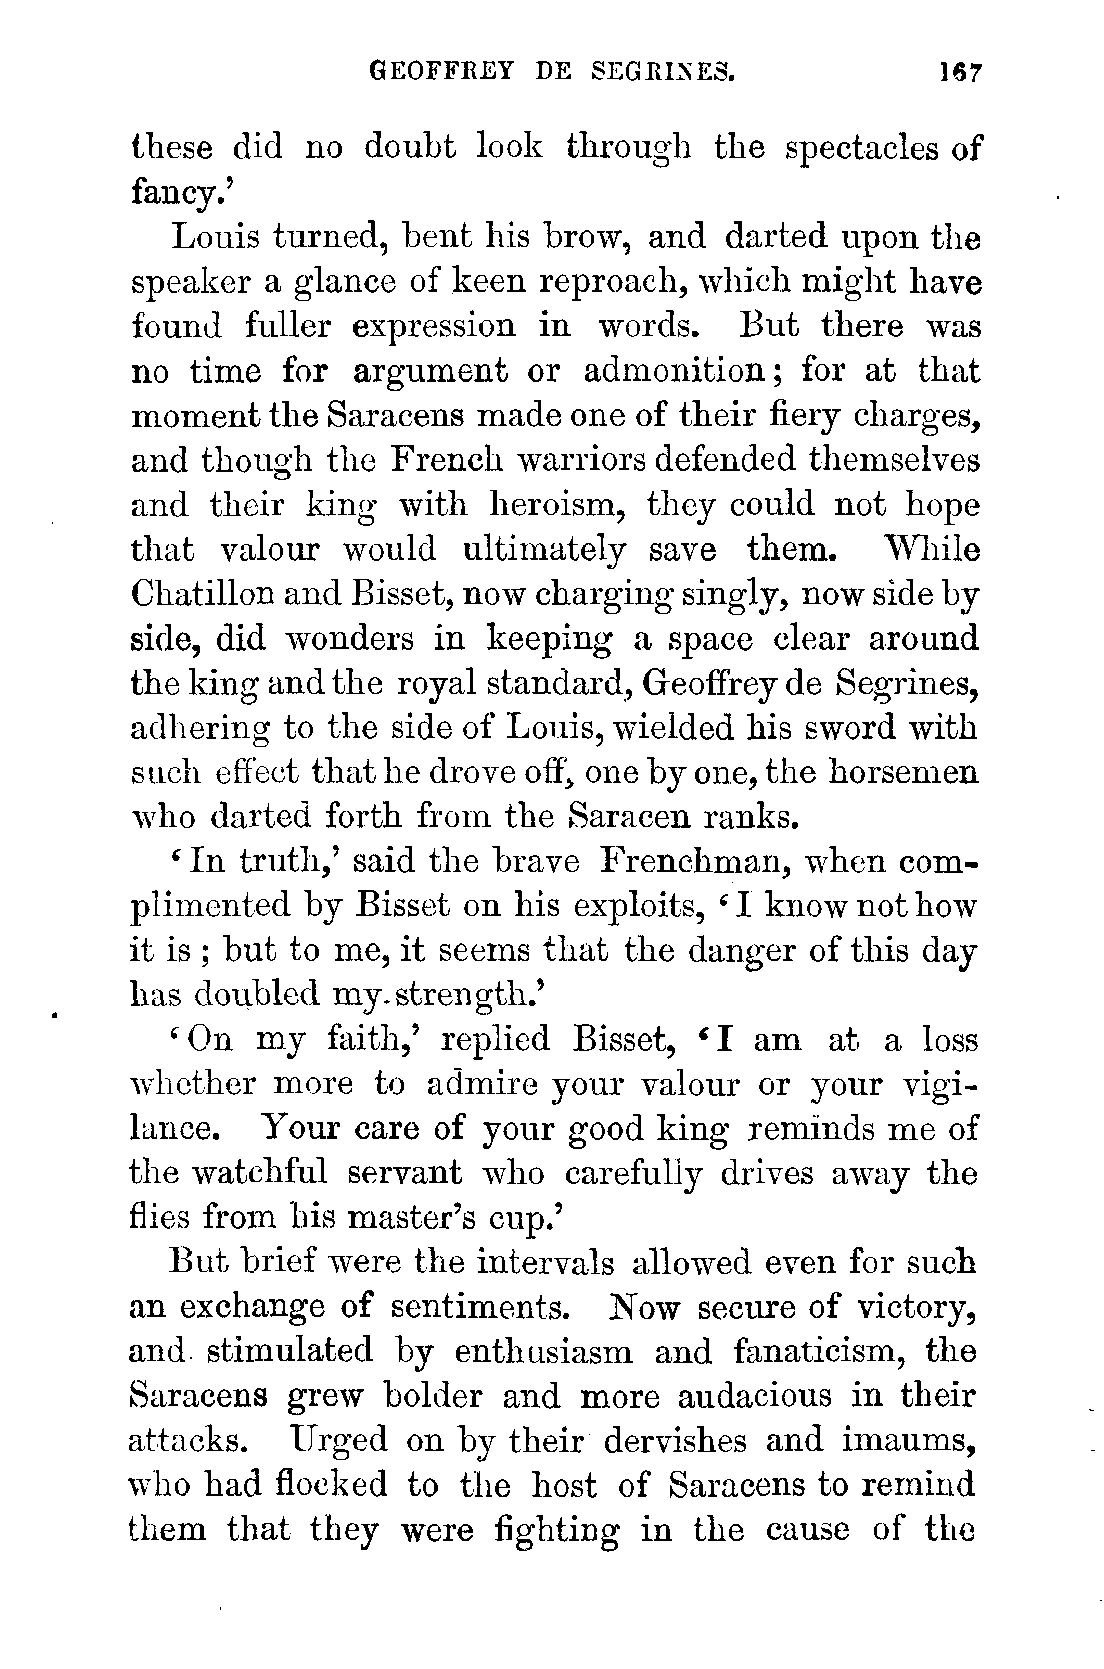 GEOFFREY DE SEGRINES. 167
these did no doubt look through the spectacles of
fancy.’
Louis turned, bent his brow, and darted upon the
speaker a glance of keen reproach, which might have
found fuller expression in words. But there was
no time for argument or admonition; for at that
moment the Saracens made one of their fiery charges,
and though the French warriors defended themselves
and their king with heroism, they could not hope
that valour would ultimately save them. While
Chatillon and Bisset, now charging singly, now side by
side, did wonders in keeping a space clear around
the king and the royal standard, Geoffrey de Segrines,
adhering to the side of Louis, wielded his sword with
such effect that he drove off, one by one, the horsemen
who darted forth from the Saracen ranks.
‘In truth,’ said the brave Frenchman, when com-
plimented by Bisset on his exploits, ‘I know not how
it is; but to me, it seems that the danger of this day
has doubled my strength.’
‘On my faith,’ replied Bisset, ‘I am at a loss
whether more to admire your valour or your vigi-
lance. Your care of your good king reminds me of
the watchful servant who carefully drives away the
flies from his master’s cup.’
But brief were the intervals allowed even for such
an exchange of sentiments. Now secure of victory,
and stimulated by enthusiasm and fanaticism, the
Saracens grew bolder and more audacious in their
attacks. Urged on by their dervishes and imaums,
who had flocked to the host of Saracens to remind
them that they were fighting in the cause of the